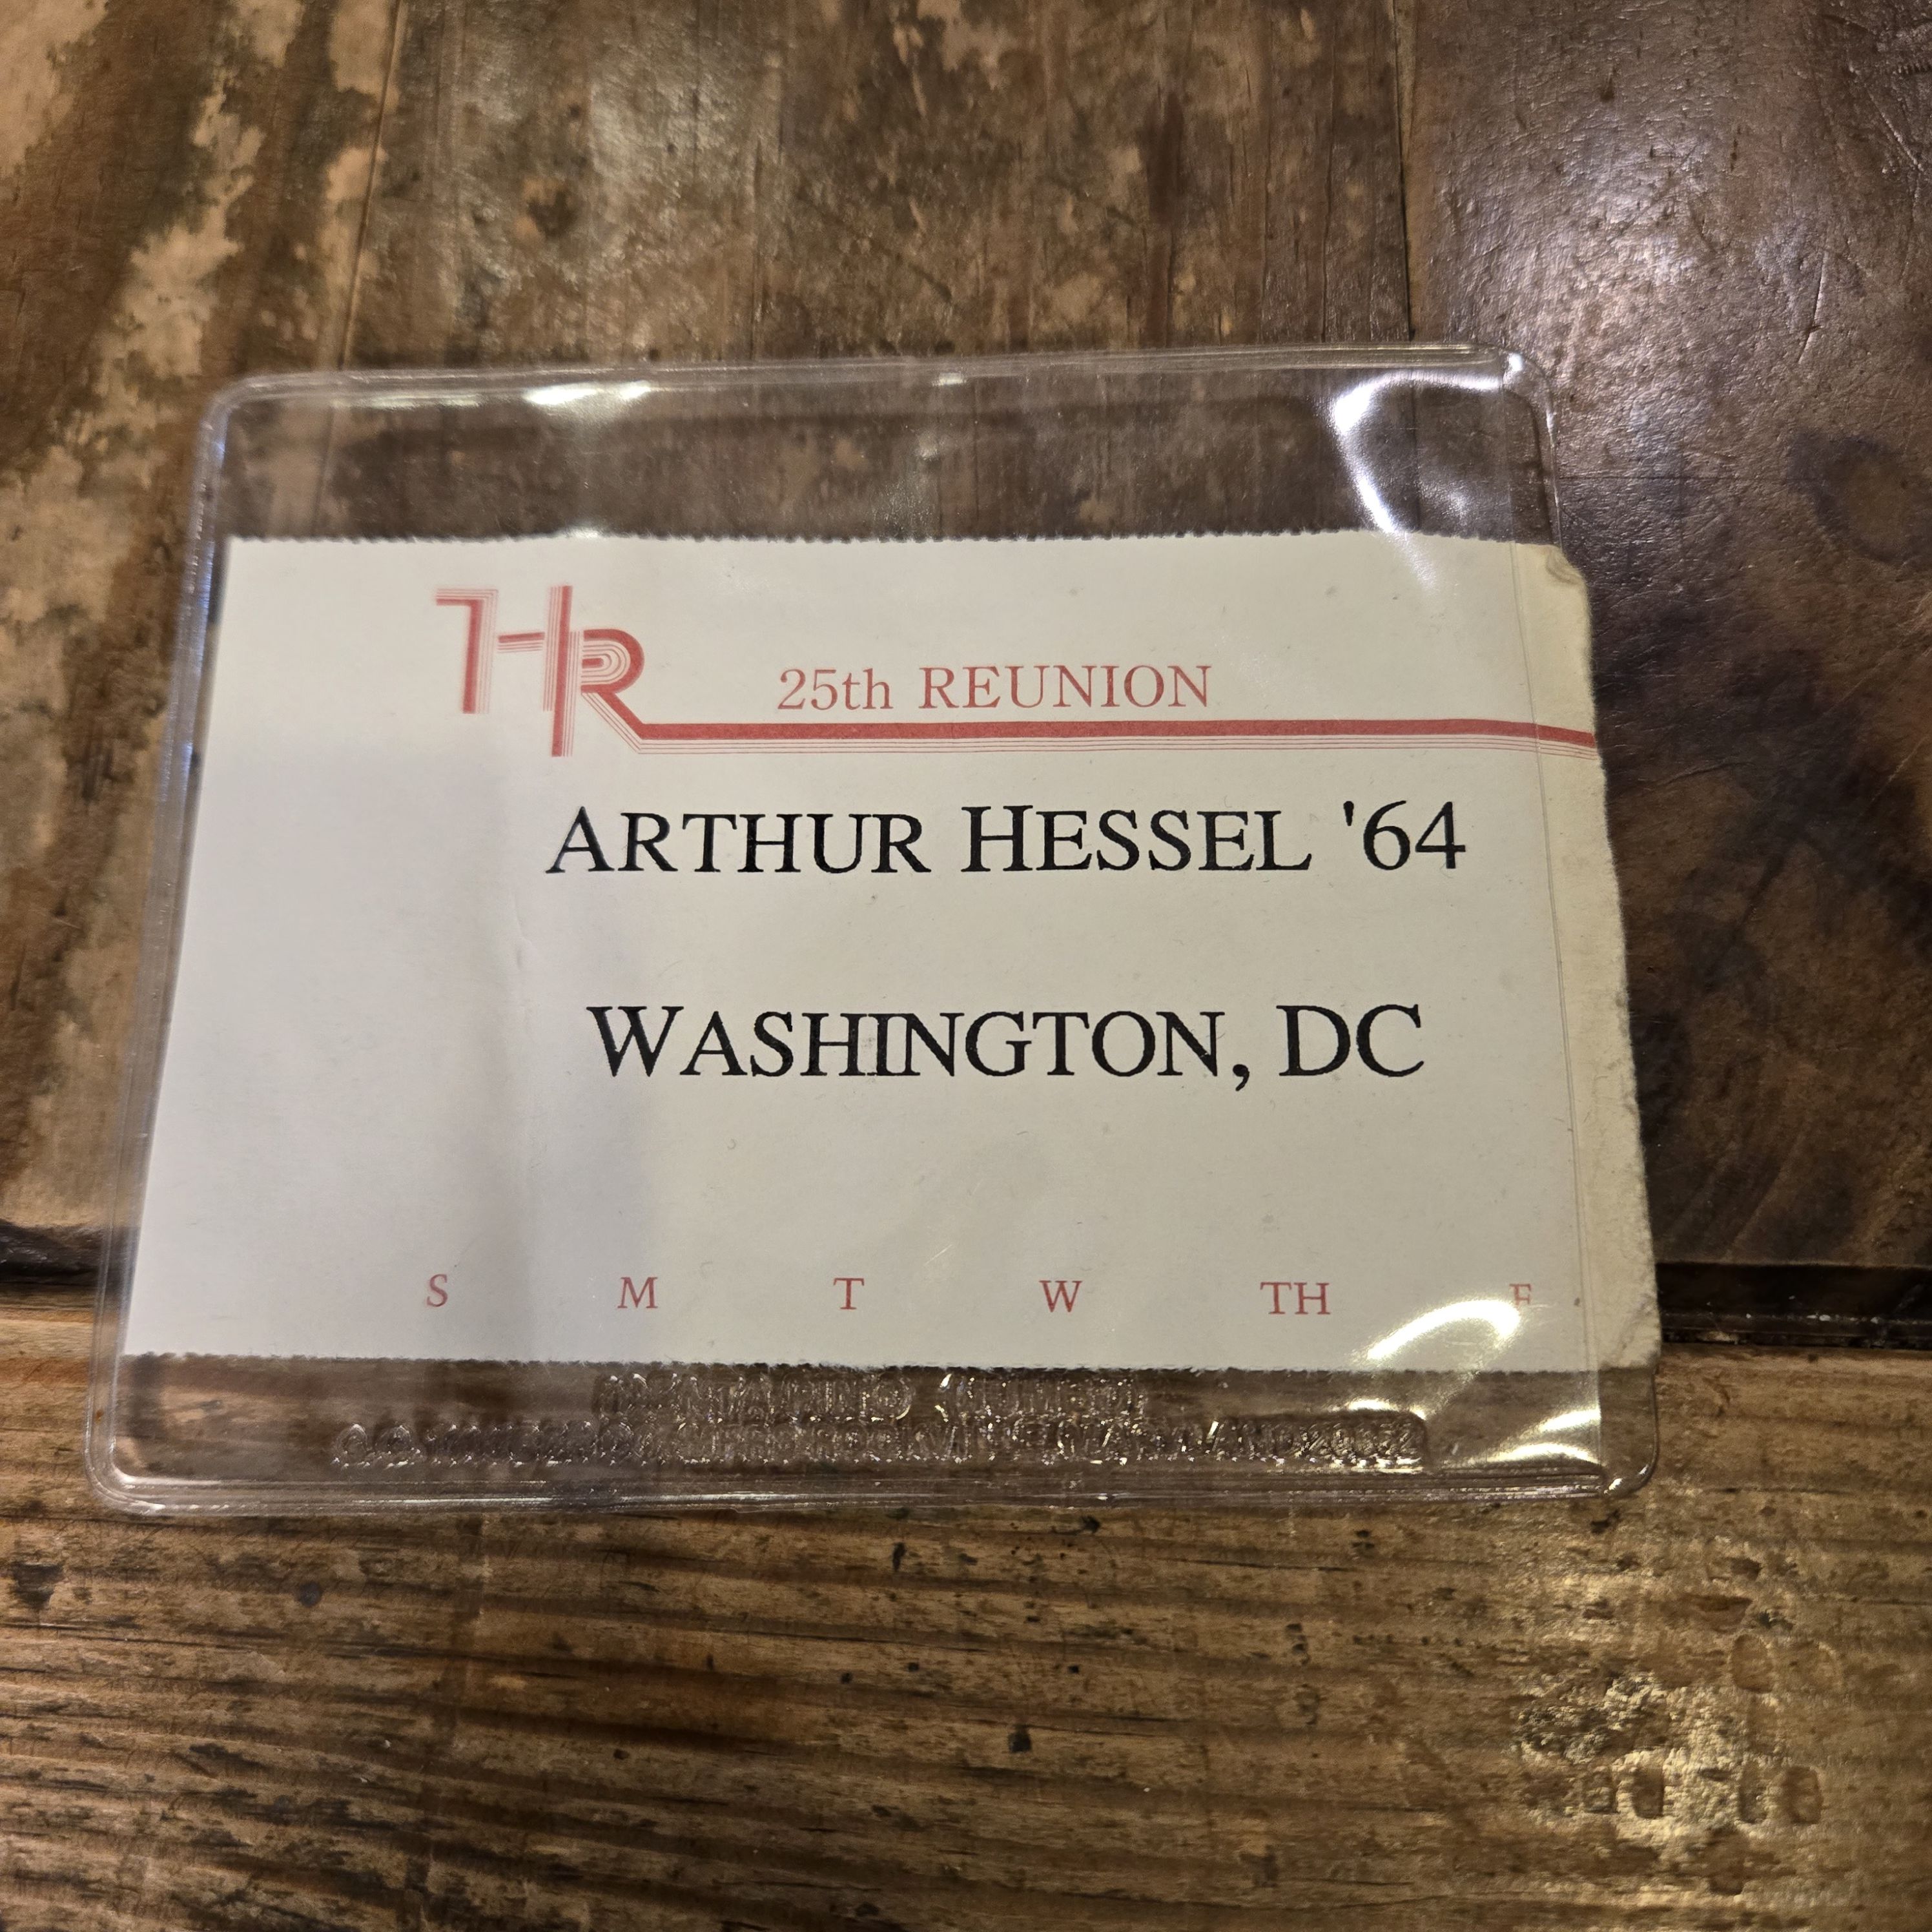 HR 25th REUNION
ARTHUR HESSEL '64
WASHINGTON, DC
S M T W TH F